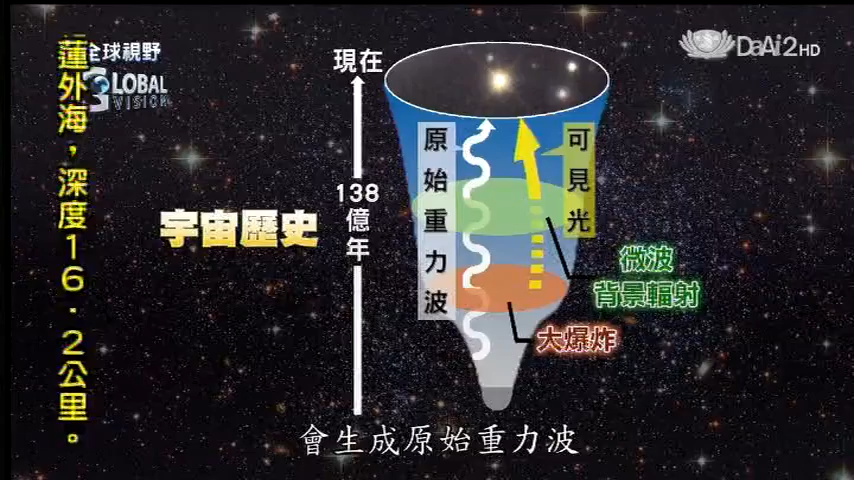 蓮外海，深度16.2公里。
全球視野
GLOBAL
VISION
DaAi2HD
現在
138
億
年
宇宙歷史
原始重力波
可見光
微波
背景輻射
大爆炸
會生成原始重力波